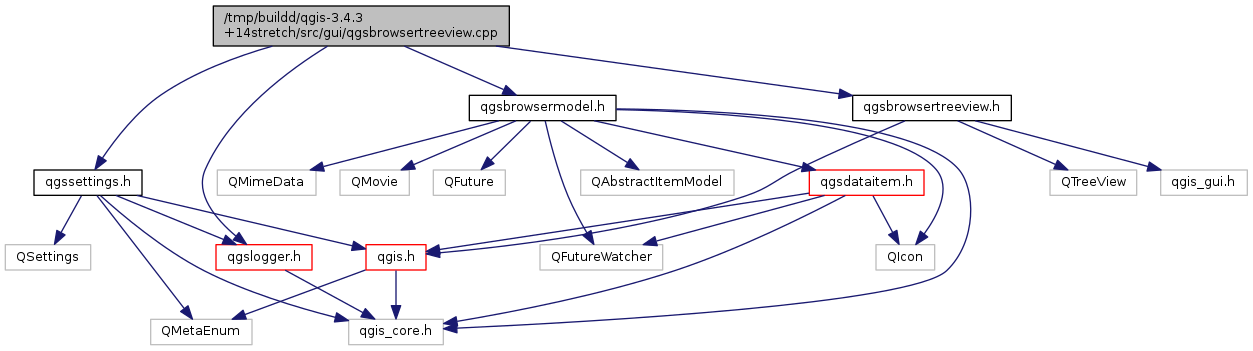 /tmp/buildd/qgis-3.4.3
+14stretch/src/gui/qgsbrowsertreeview.cpp
qgsbrowsermodel.h
qgsbrowsertreeview.h
qgssettings.h
QMimeData
QMovie
QFuture
QAbstractItemModel
qgsdataitem.h
QTreeView
qgis_gui.h
QSettings
qgslogger.h
qgis.h
QFutureWatcher
QIcon
QMetaEnum
qgis_core.h